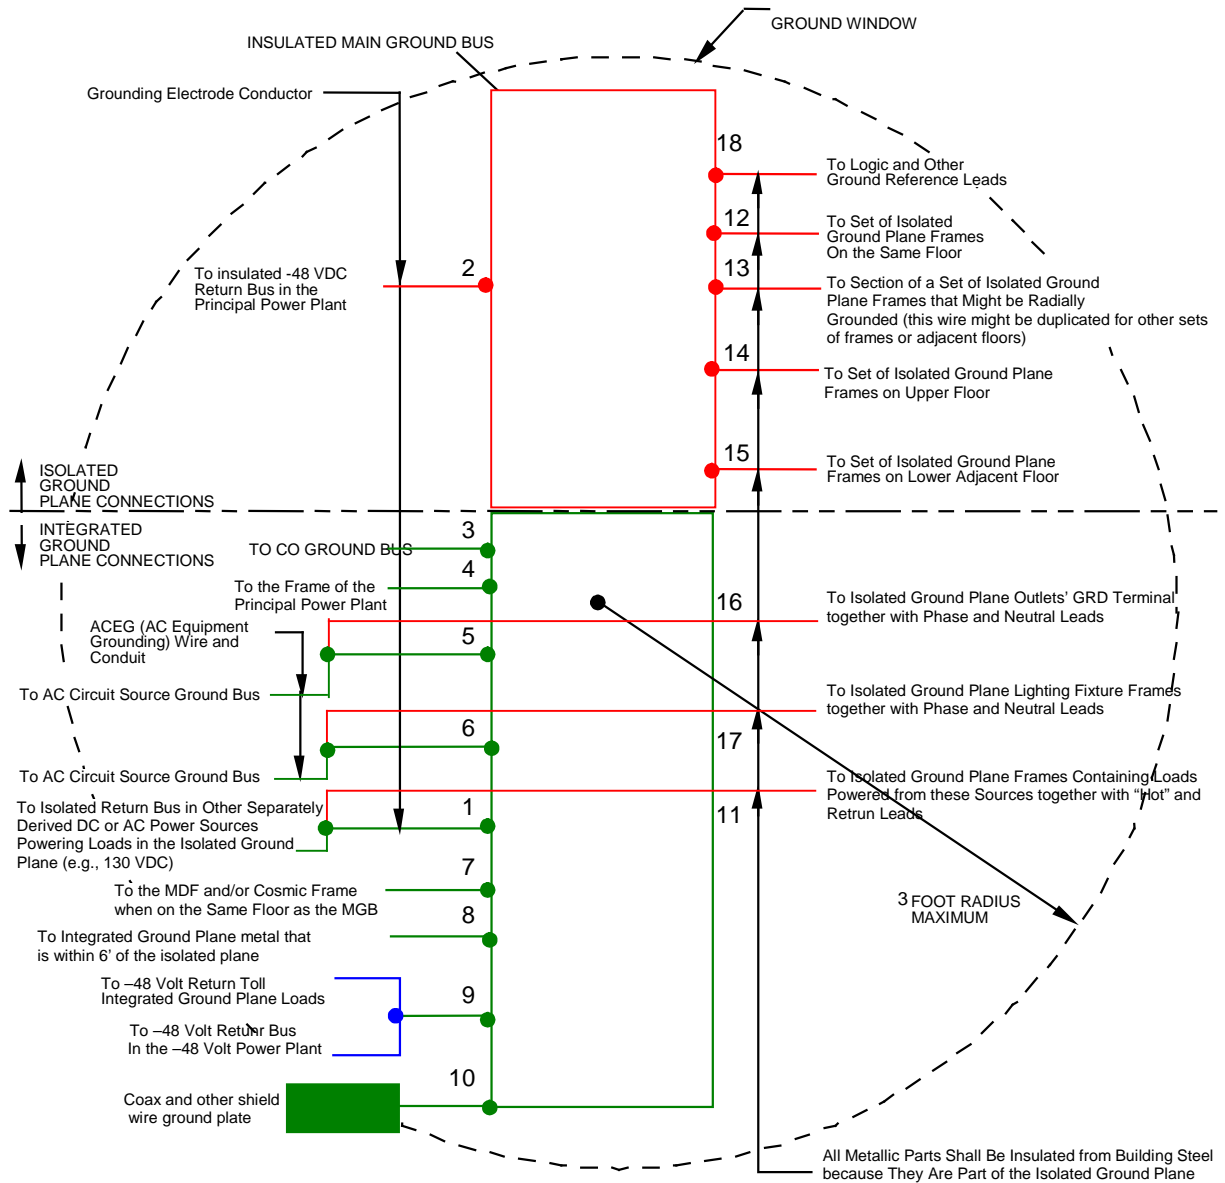 GROUND WINDOW
INSULATED MAIN GROUND BUS
Grounding Electrode Conductor
18
To Logic and Other
Ground Reference Leads
12
To Set of Isolated
Ground Plane Frames
On the Same Floor
2
To insulated -48 VDC
Return Bus in the
Principal Power Plant
13
To Section of a Set of Isolated Ground
Plane Frames that Might be Radially
Grounded (this wire might be duplicated for other sets
of frames or adjacent floors)
14
To Set of Isolated Ground Plane
Frames on Upper Floor
15
To Set of Isolated Ground Plane
Frames on Lower Adjacent Floor
ISOLATED
GROUND
PLANE CONNECTIONS
INTEGRATED
GROUND
PLANE CONNECTIONS
3
TO CO GROUND BUS
4
To the Frame of the
Principal Power Plant
16
To Isolated Ground Plane Outlets’ GRD Terminal
together with Phase and Neutral Leads
ACEG (AC Equipment
Grounding) Wire and
Conduit
5
To AC Circuit Source Ground Bus
To Isolated Ground Plane Lighting Fixture Frames
together with Phase and Neutral Leads
6
17
To AC Circuit Source Ground Bus
To Isolated Ground Plane Frames Containing Loads
Powered from these Sources together with “Hot” and
Retrun Leads
To Isolated Return Bus in Other Separately
Derived DC or AC Power Sources
Powering Loads in the Isolated Ground
Plane (e.g., 130 VDC)
1
11
7
To the MDF and/or Cosmic Frame
when on the Same Floor as the MGB
3 FOOT RADIUS
MAXIMUM
8
To Integrated Ground Plane metal that
is within 6’ of the isolated plane
To –48 Volt Return Toll
Integrated Ground Plane Loads
9
To –48 Volt Return Bus
In the –48 Volt Power Plant
10
Coax and other shield
wire ground plate
All Metallic Parts Shall Be Insulated from Building Steel
because They Are Part of the Isolated Ground Plane